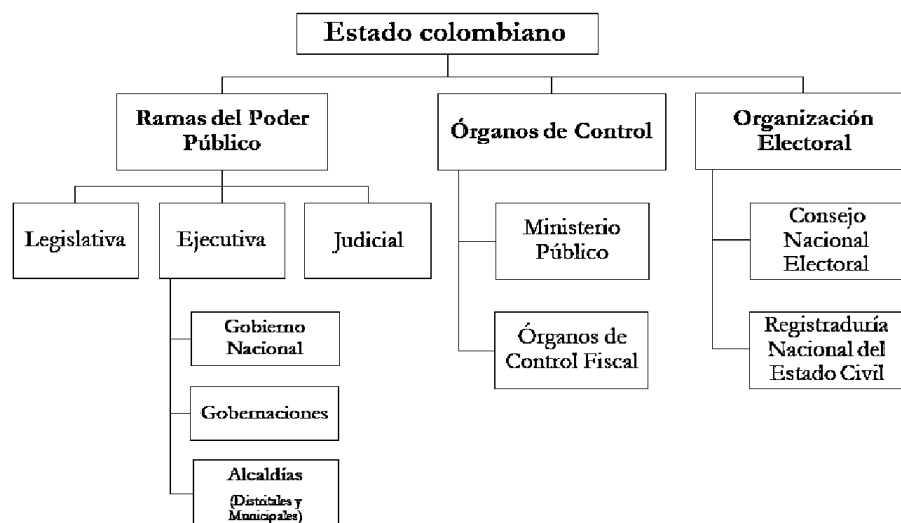 Estado colombiano
Ramas del Poder
Público
Órganos de Control
Organización
Electoral
Legislativa
Ejecutiva
Judicial
Ministerio
Público
Consejo
Nacional
Electoral
Gobierno
Nacional
Órganos de
Control Fiscal
Registraduría
Nacional del
Estado Civil
Gobernaciones
Alcaldías
(Distritales y
Municipales)